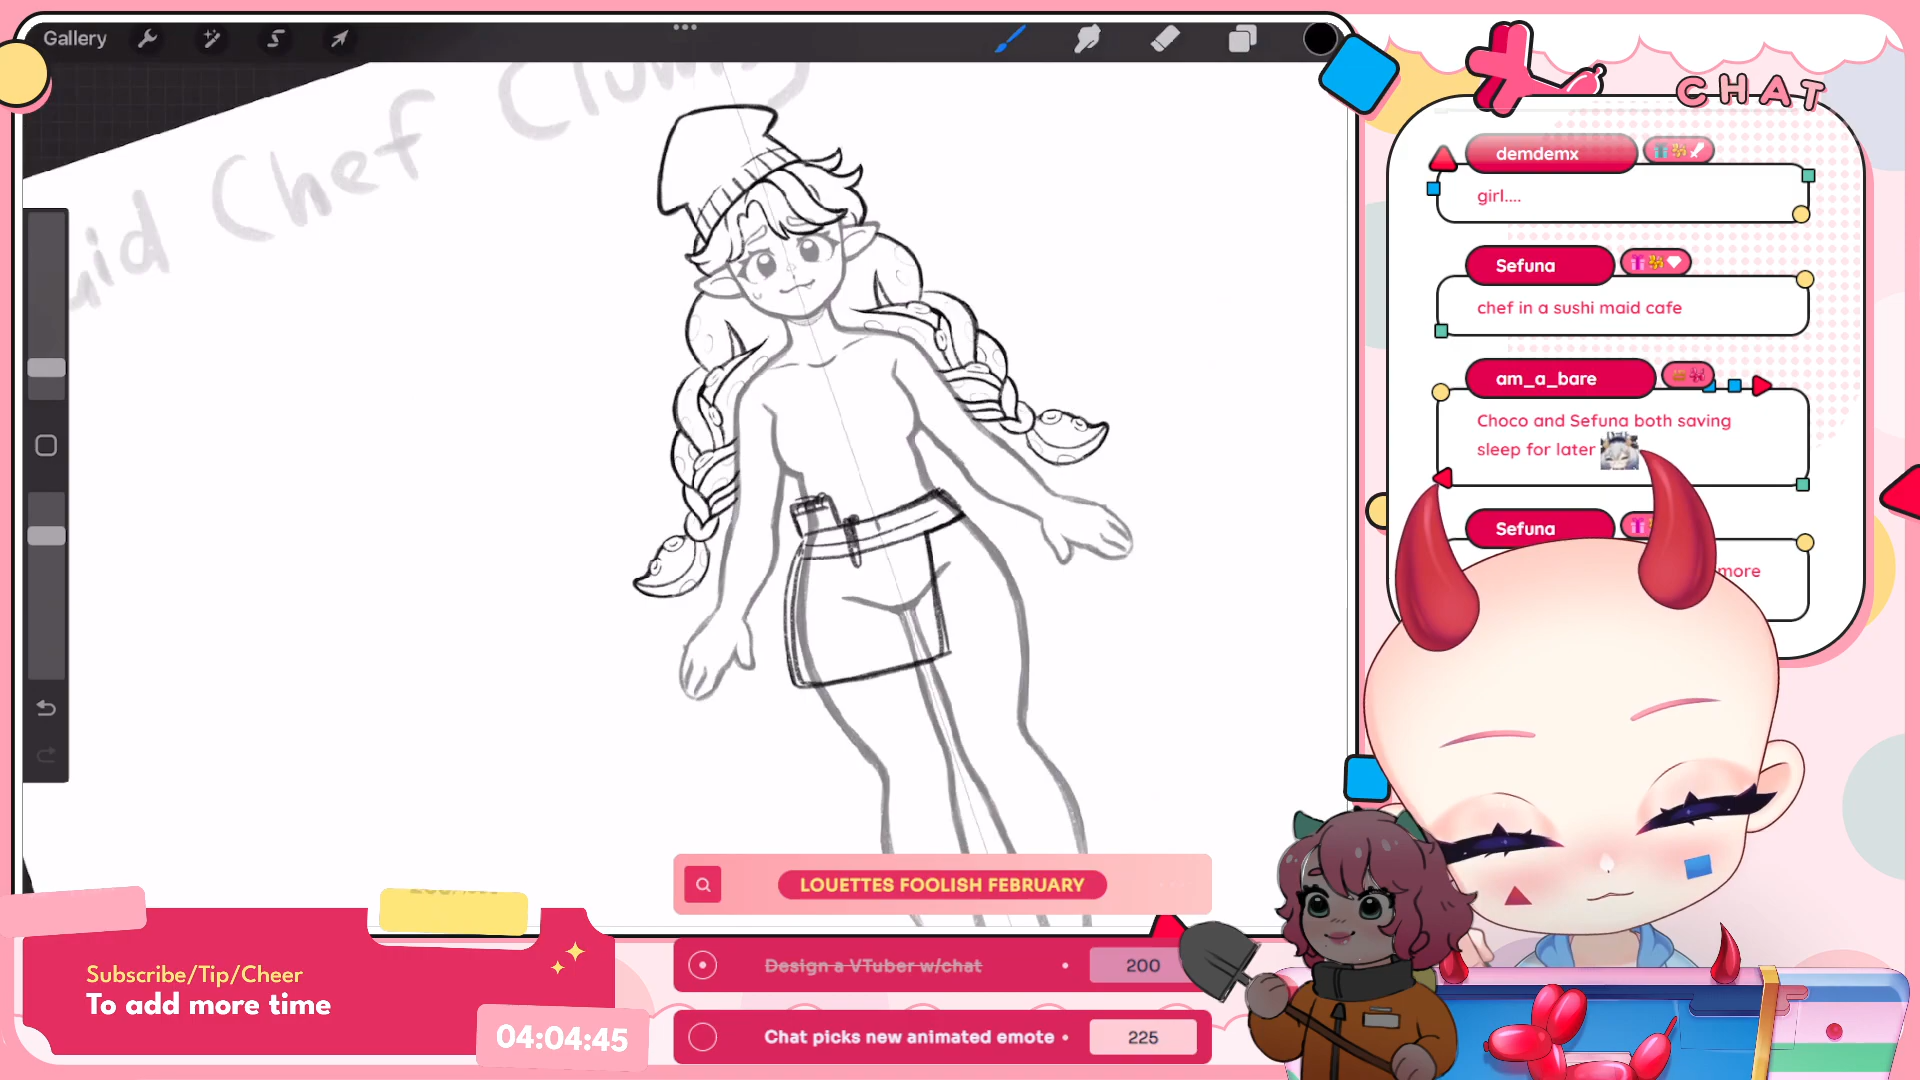 Gallery
uid Chef Clumsy
CHAT
demdemx
girl....
Sefuna
chef in a sushi maid cafe
am_a_bare
Choco and Sefuna both saving
sleep for later
Sefuna
more
LOUETTES FOOLISH FEBRUARY
Design a VTuber w/chat • 200
Chat picks new animated emote • 225
Subscribe/Tip/Cheer
To add more time
04:04:45